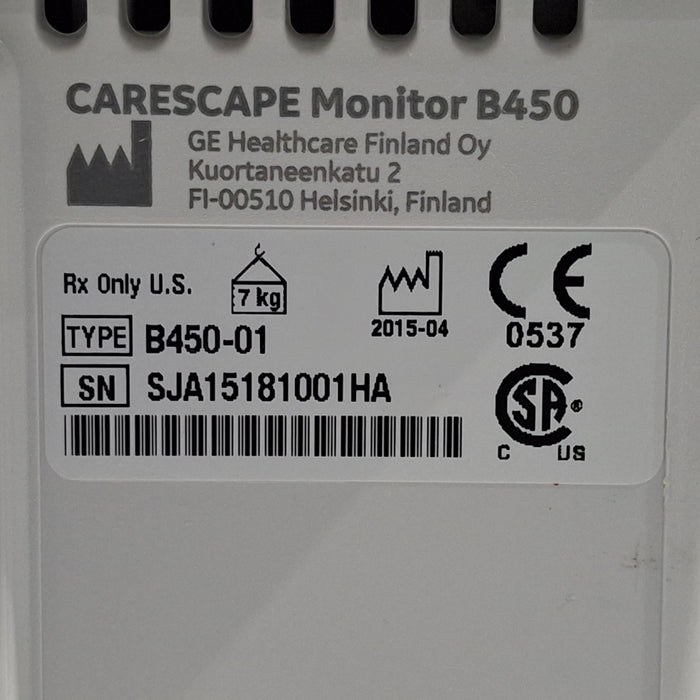 CARESCAPE Monitor B450
GE Healthcare Finland Oy
Kuortaneenkatu 2
FI-00510 Helsinki, Finland
Rx Only U.S.
7 kg
2015-04
CE
0537
TYPE B450-01
SN SJA15181001HA
SA®
C US